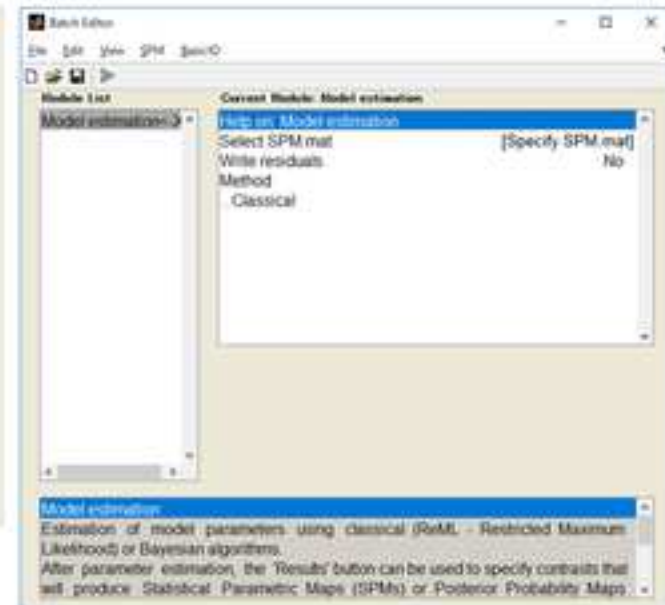 Batch Editor
File Edit View SPM BasicIO
Module List
Current Module: Model estimation
Model estimation<-X
Help on: Model estimation
Select SPM.mat [Specify SPM.mat]
Write residuals No
Method
. Classical
Model estimation
Estimation of model parameters using classical (ReML - Restricted Maximum
Likelihood) or Bayesian algorithms.
After parameter estimation, the 'Results' button can be used to specify contrasts that
will produce Statistical Parametric Maps (SPMs) or Posterior Probability Maps